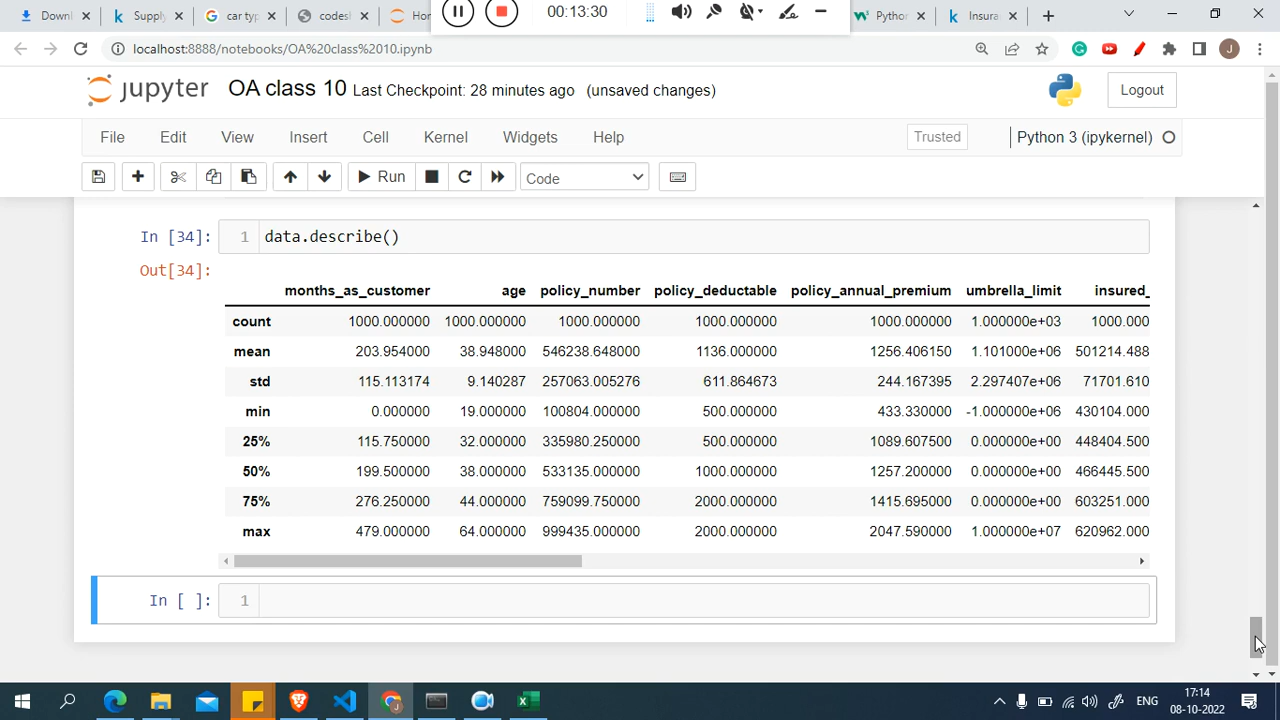 Downl
Supply
car typ
codesl
Hom
00:13:30
Python
Insura
localhost:8888/notebooks/OA%20class%2010.ipynb
J
jupyter OA class 10 Last Checkpoint: 28 minutes ago (unsaved changes)
Logout
File Edit View Insert Cell Kernel Widgets Help
Trusted
Python 3 (ipykernel)
Run
Code
In [34]: 1 data.describe()
Out[34]:
months_as_customer age policy_number policy_deductable policy_annual_premium umbrella_limit insured_
count 1000.000000 1000.000000 1000.000000 1000.000000 1000.000000 1.000000e+03 1000.000
mean 203.954000 38.948000 546238.648000 1136.000000 1256.406150 1.101000e+06 501214.488
std 115.113174 9.140287 257063.005276 611.864673 244.167395 2.297407e+06 71701.610
min 0.000000 19.000000 100804.000000 500.000000 433.330000 -1.000000e+06 430104.000
25% 115.750000 32.000000 335980.250000 500.000000 1089.607500 0.000000e+00 448404.500
50% 199.500000 38.000000 533135.000000 1000.000000 1257.200000 0.000000e+00 466445.500
75% 276.250000 44.000000 759099.750000 2000.000000 1415.695000 0.000000e+00 603251.000
max 479.000000 64.000000 999435.000000 2000.000000 2047.590000 1.000000e+07 620962.000
In [ ]: 1
ENG
17:14
08-10-2022